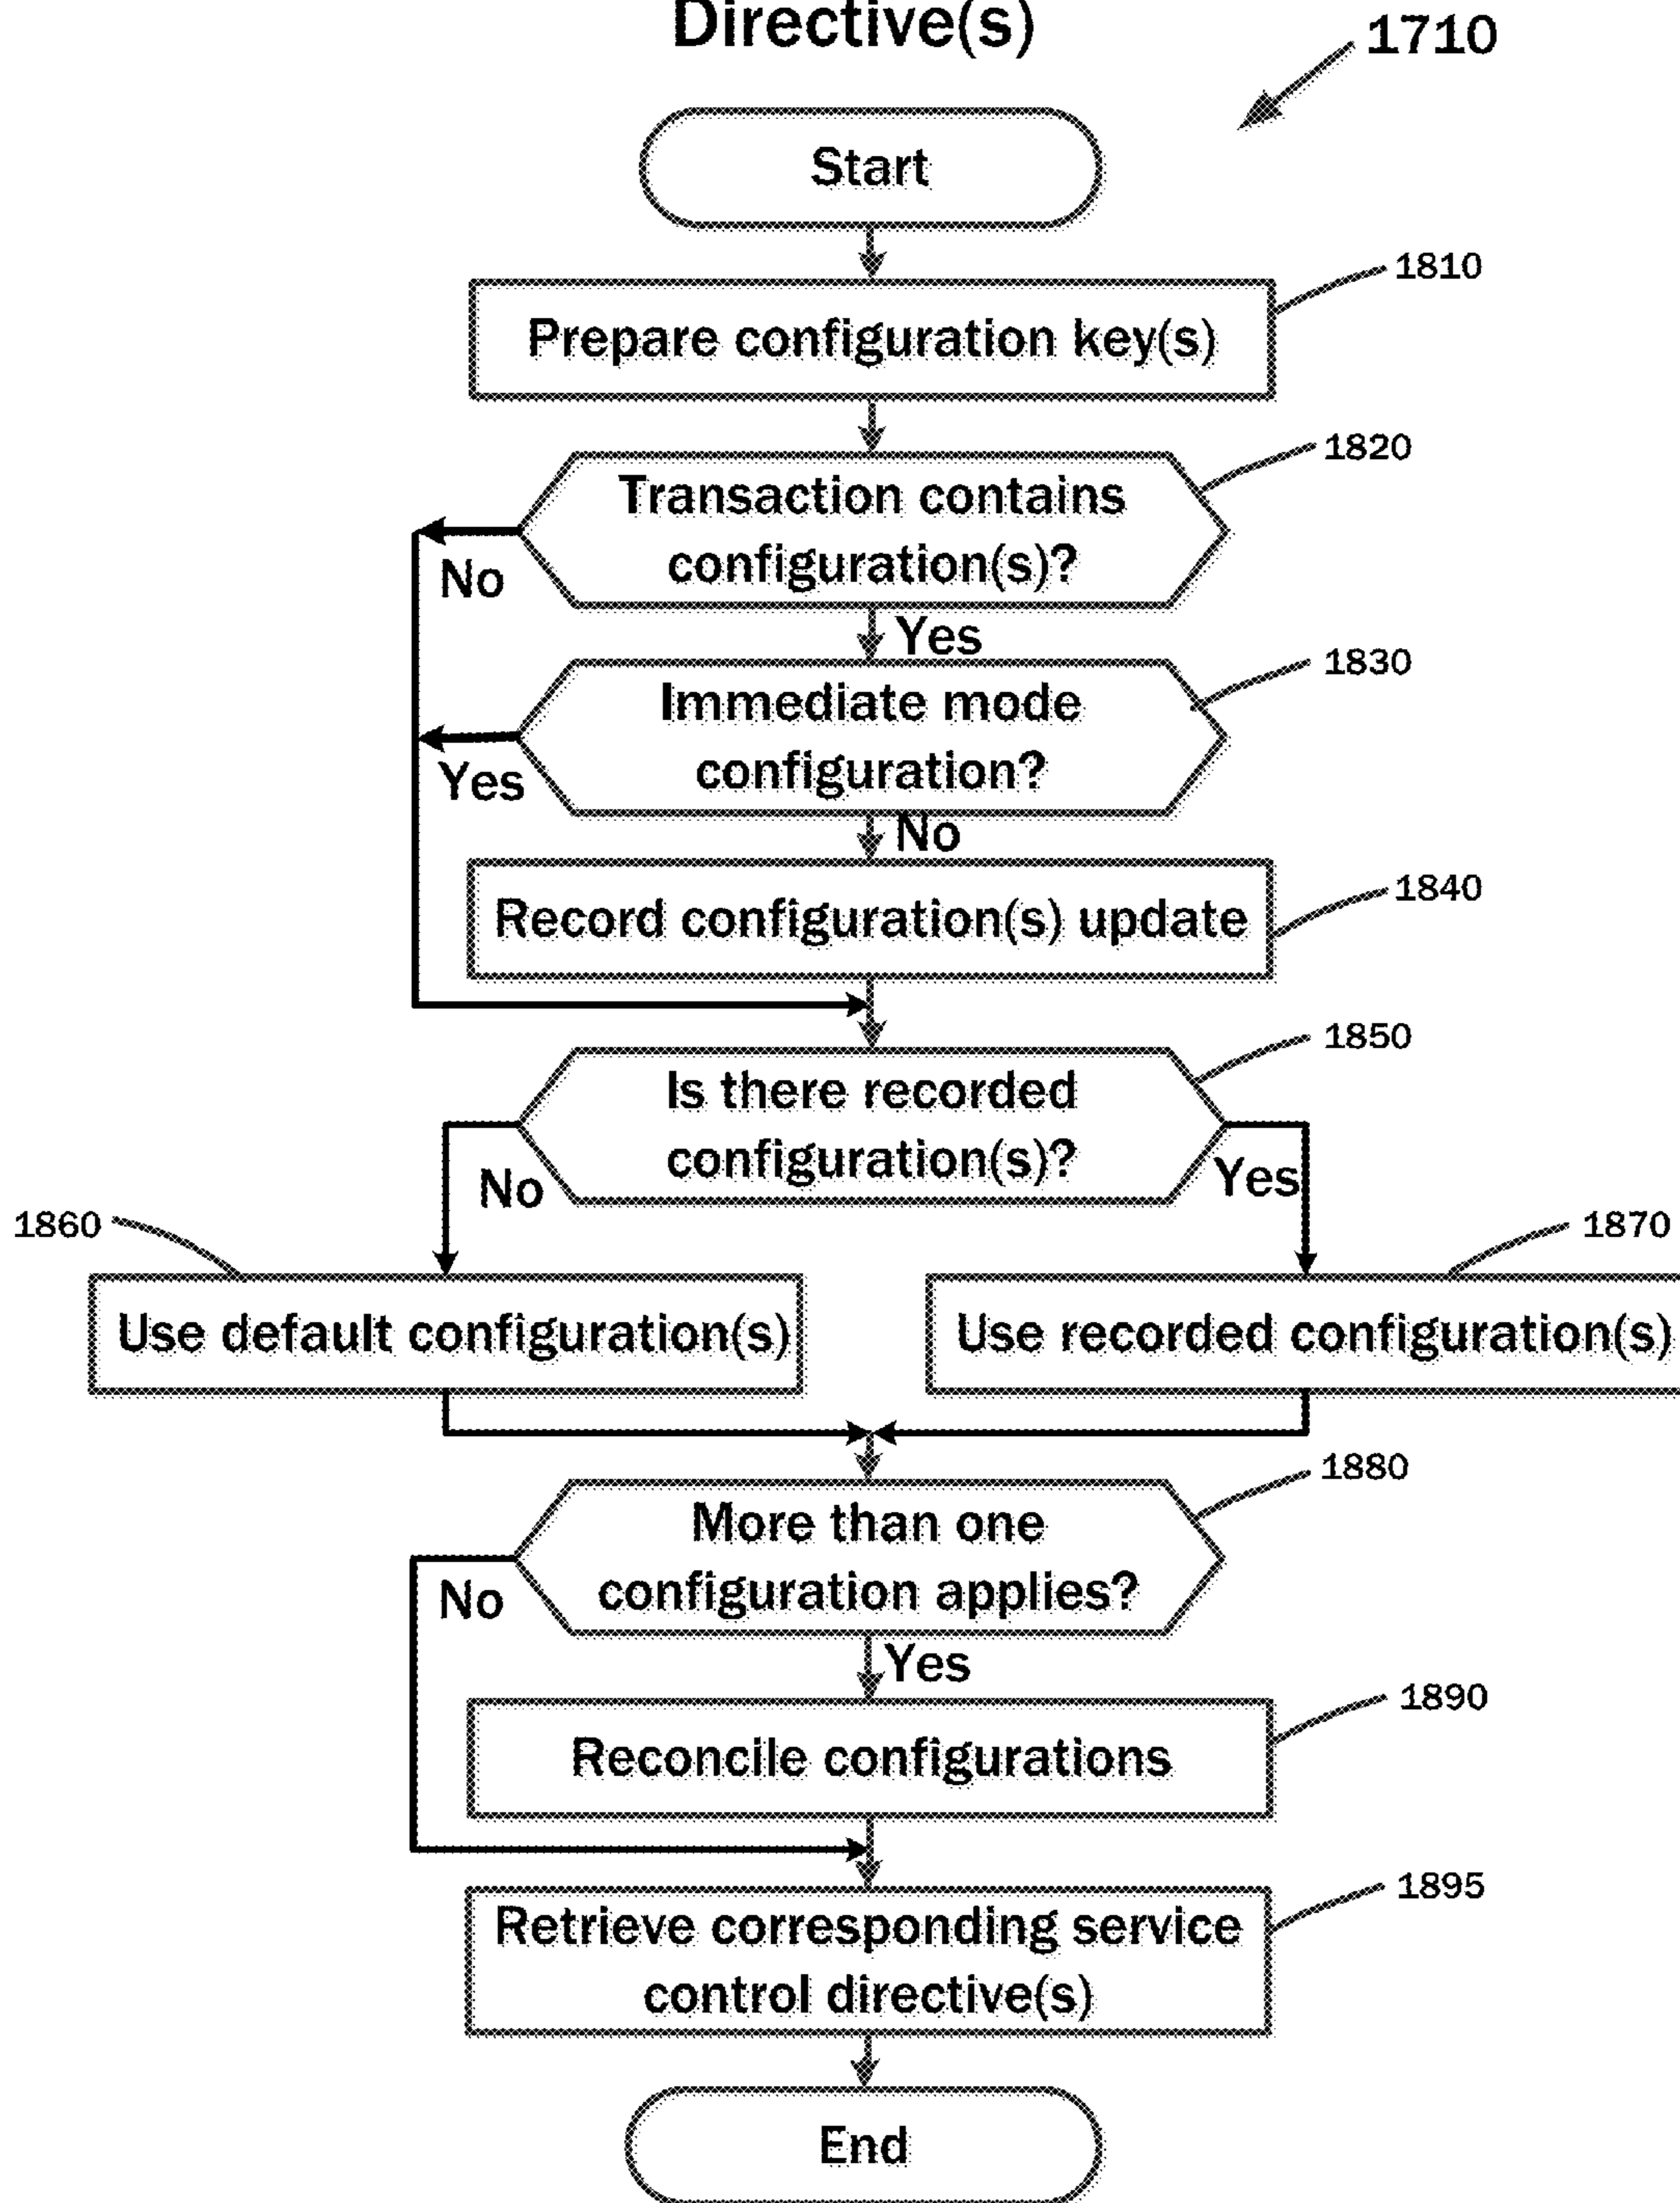 Directive(s)
1710
Start
1810
Prepare configuration key(s)
1820
Transaction contains
configuration(s)?
No
Yes
1830
Immediate mode
configuration?
Yes
No
1840
Record configuration(s) update
1850
Is there recorded
configuration(s)?
No
Yes
1860
1870
Use default configuration(s)
Use recorded configuration(s)
1880
More than one
configuration applies?
No
Yes
1890
Reconcile configurations
1895
Retrieve corresponding service
control directive(s)
End